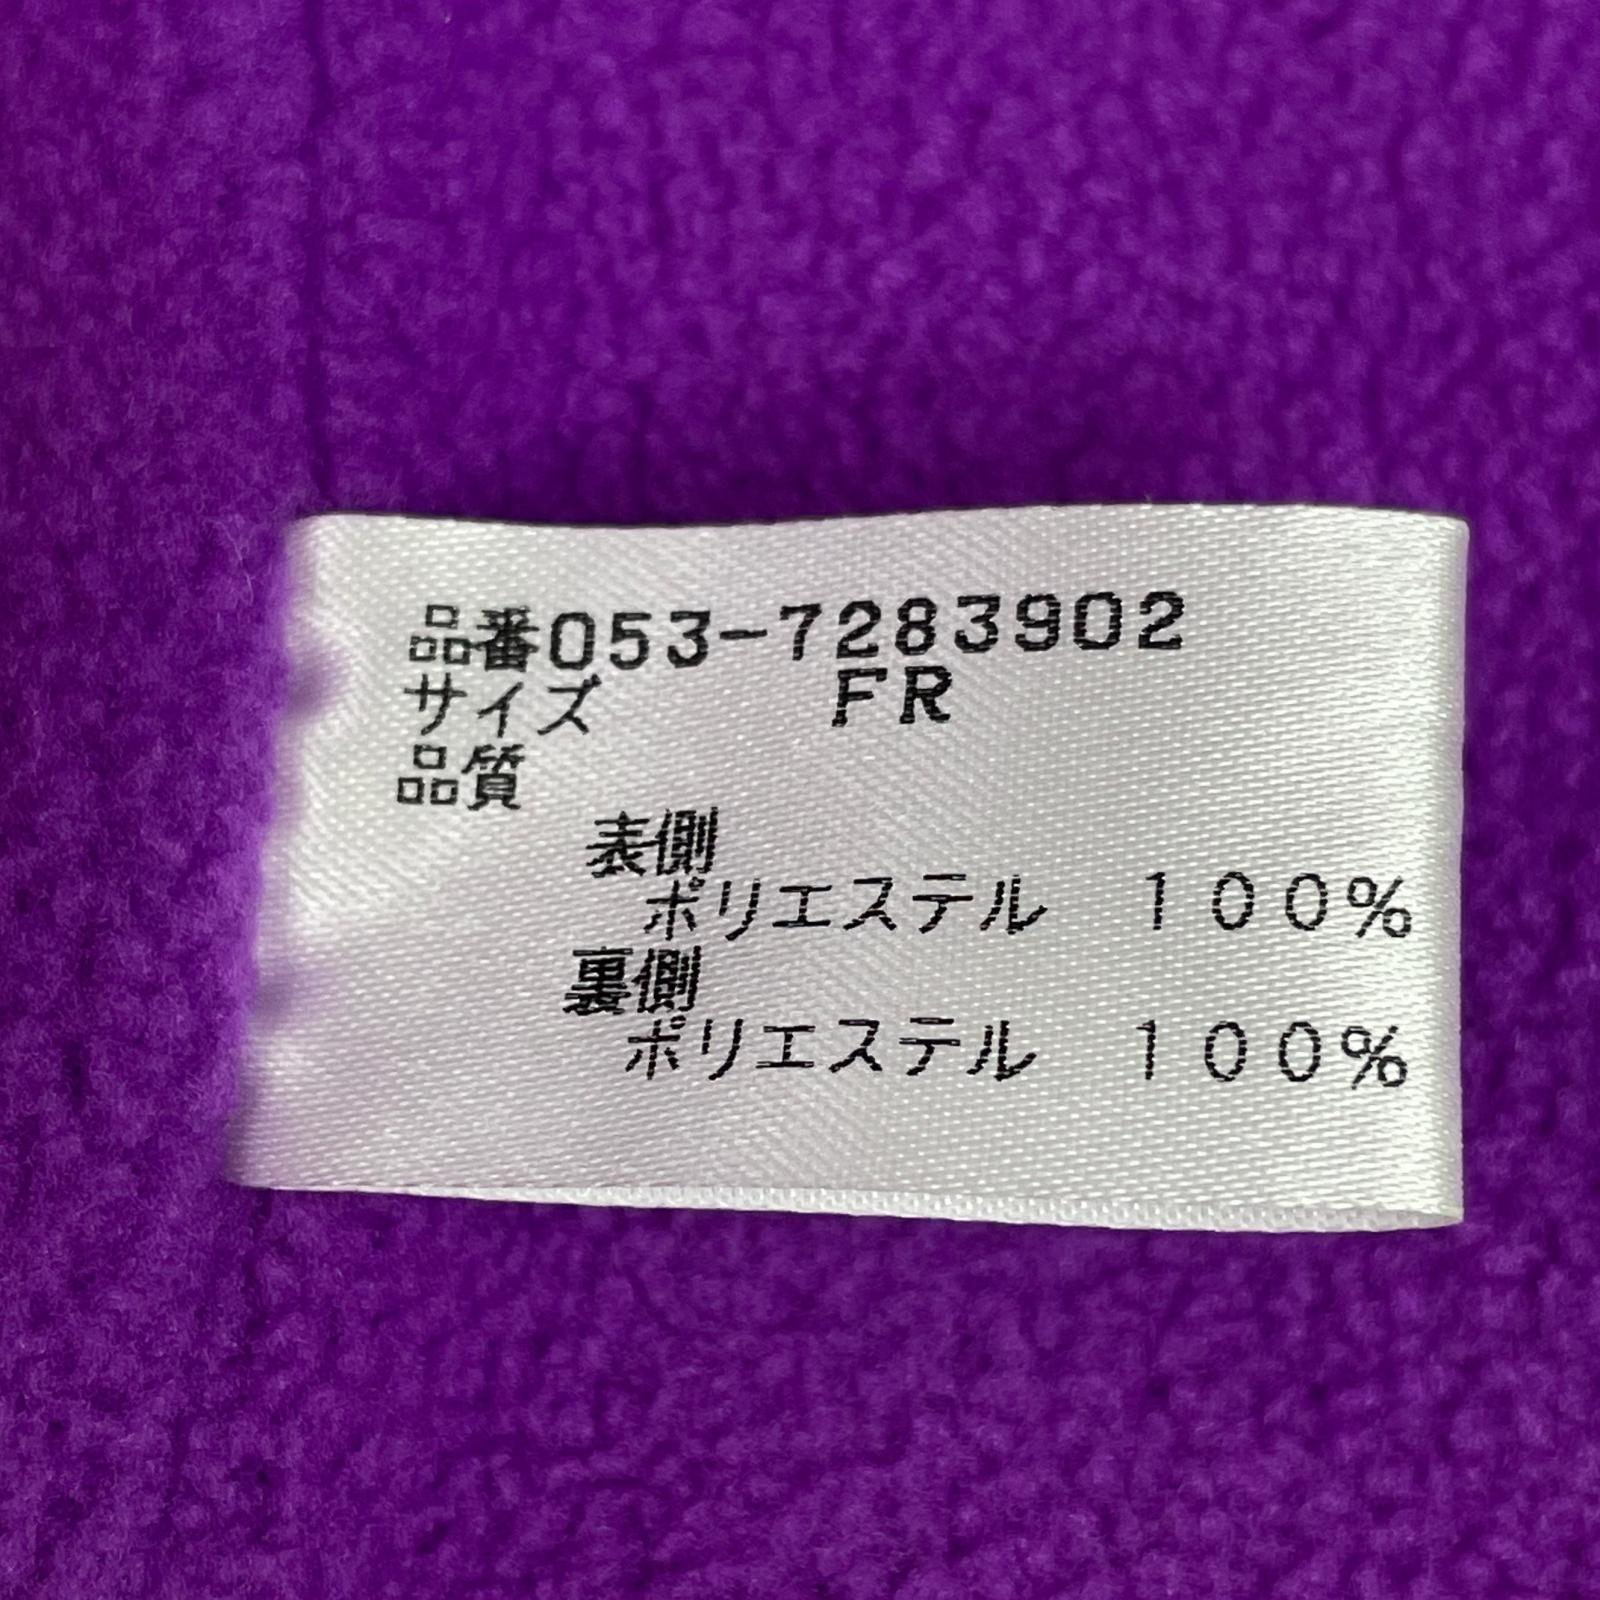 品番053-7283902
サイズ FR
品質
表側
ポリエステル 100%
裏側
ポリエステル 100%